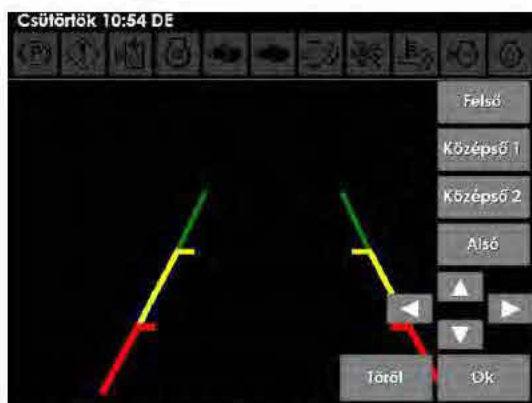 Csütörtök 10:54 DE
Felső
Középső 1
Középső 2
Alsó
Töröl
Ok